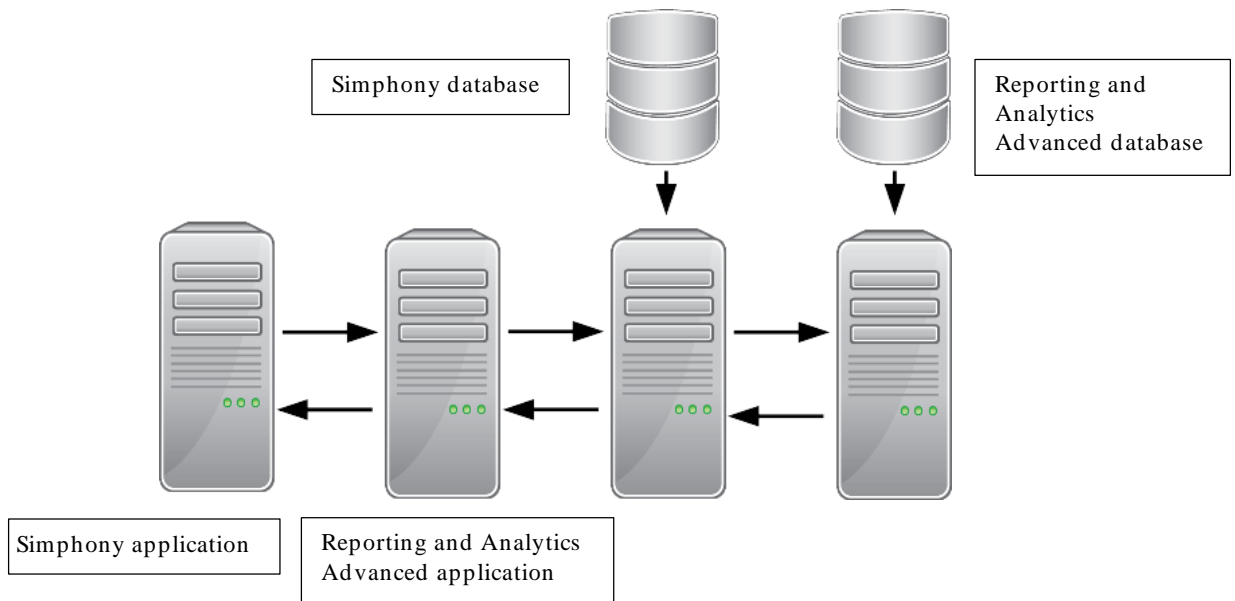 Simphony database
Reporting and
Analytics
Advanced database
Simphony application
Reporting and Analytics
Advanced application